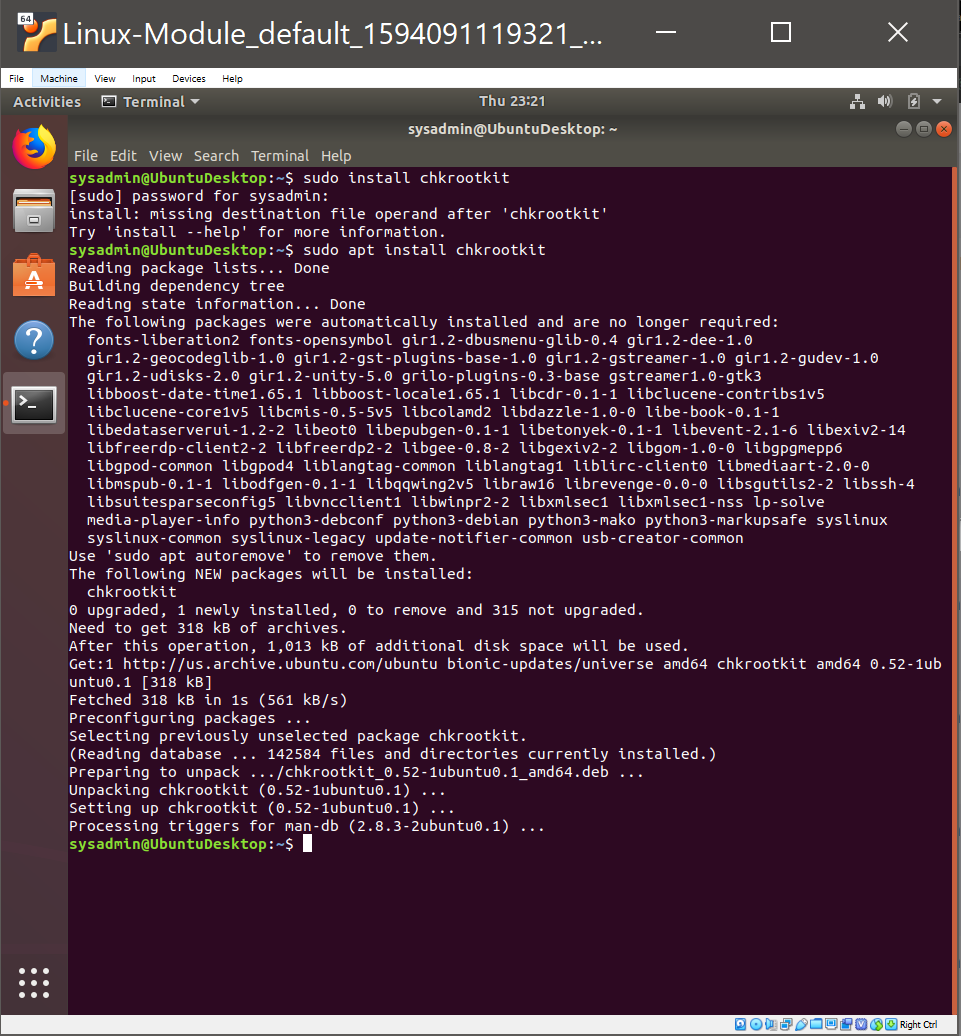 64
Linux-Module_default_1594091119321_...
File Machine View Input Devices Help
Activities Terminal Thu 23:21
sysadmin@UbuntuDesktop: ~
File Edit View Search Terminal Help
sysadmin@UbuntuDesktop:~$ sudo install chkrootkit
[sudo] password for sysadmin:
install: missing destination file operand after 'chkrootkit'
Try 'install --help' for more information.
sysadmin@UbuntuDesktop:~$ sudo apt install chkrootkit
Reading package lists... Done
Building dependency tree
Reading state information... Done
The following packages were automatically installed and are no longer required:
  fonts-liberation2 fonts-opensymbol gir1.2-dbusmenu-glib-0.4 gir1.2-dee-1.0
  gir1.2-geocodeglib-1.0 gir1.2-gst-plugins-base-1.0 gir1.2-gstreamer-1.0 gir1.2-gudev-1.0
  gir1.2-udisks-2.0 gir1.2-unity-5.0 grilo-plugins-0.3-base gstreamer1.0-gtk3
  libboost-date-time1.65.1 libboost-locale1.65.1 libcdr-0.1-1 libclucene-contribs1v5
  libclucene-core1v5 libcmis-0.5-5v5 libcolamd2 libdazzle-1.0-0 libe-book-0.1-1
  libedataserverui-1.2-2 libeot0 libepubgen-0.1-1 libetonyek-0.1-1 libevent-2.1-6 libexiv2-14
  libfreerdp-client2-2 libfreerdp2-2 libgee-0.8-2 libgexiv2-2 libgom-1.0-0 libgpgmepp6
  libgpod-common libgpod4 liblangtag-common liblangtag1 liblirc-client0 libmediaart-2.0-0
  libmspub-0.1-1 libodfgen-0.1-1 libqqwing2v5 libraw16 librevenge-0.0-0 libsgutils2-2 libssh-4
  libsuitesparseconfig5 libvncclient1 libwinpr2-2 libxmlsec1 libxmlsec1-nss lp-solve
  media-player-info python3-debconf python3-debian python3-mako python3-markupsafe syslinux
  syslinux-common syslinux-legacy update-notifier-common usb-creator-common
Use 'sudo apt autoremove' to remove them.
The following NEW packages will be installed:
  chkrootkit
0 upgraded, 1 newly installed, 0 to remove and 315 not upgraded.
Need to get 318 kB of archives.
After this operation, 1,013 kB of additional disk space will be used.
Get:1 http://us.archive.ubuntu.com/ubuntu bionic-updates/universe amd64 chkrootkit amd64 0.52-1ub
untu0.1 [318 kB]
Fetched 318 kB in 1s (561 kB/s)
Preconfiguring packages ...
Selecting previously unselected package chkrootkit.
(Reading database ... 142584 files and directories currently installed.)
Preparing to unpack .../chkrootkit_0.52-1ubuntu0.1_amd64.deb ...
Unpacking chkrootkit (0.52-1ubuntu0.1) ...
Setting up chkrootkit (0.52-1ubuntu0.1) ...
Processing triggers for man-db (2.8.3-2ubuntu0.1) ...
sysadmin@UbuntuDesktop:~$
Right Ctrl